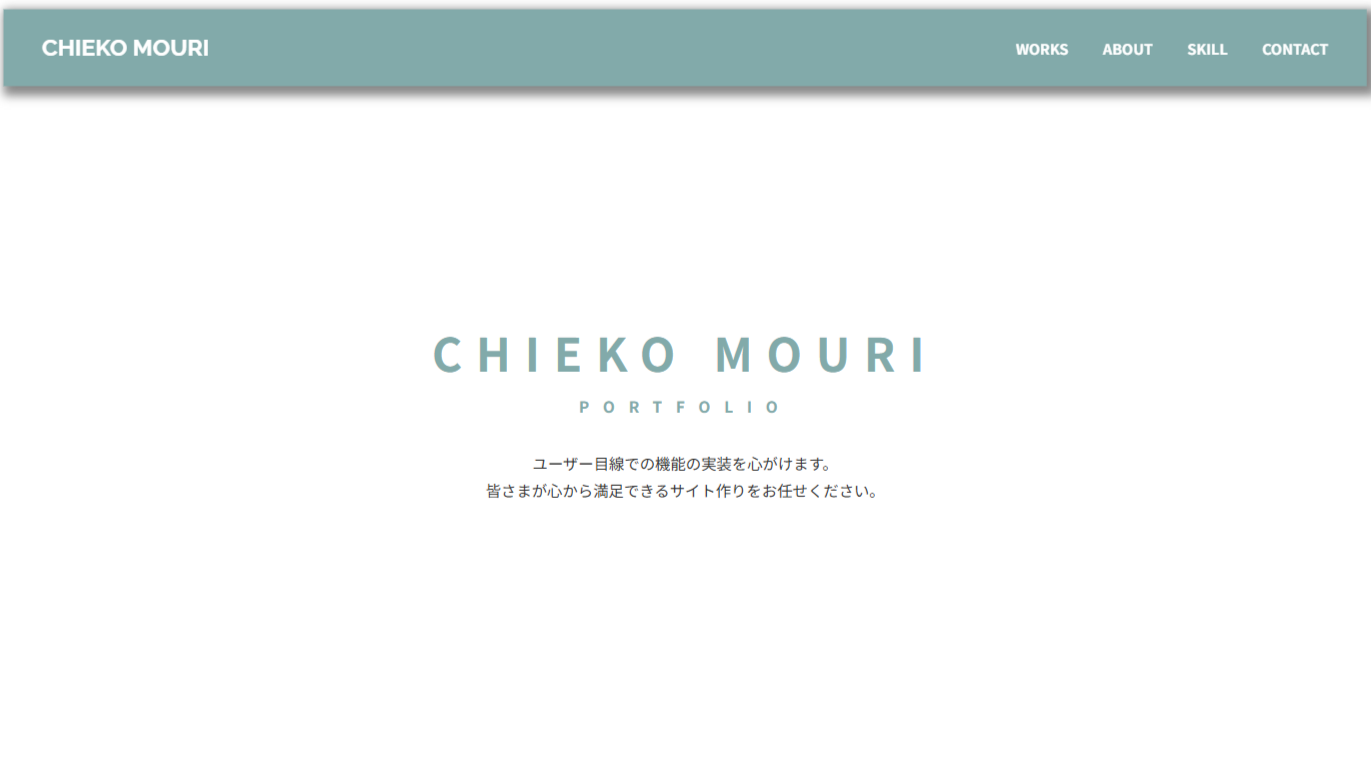 CHIEKO MOURI
WORKS ABOUT SKILL CONTACT
CHIEKO MOURI
PORTFOLIO
ユーザー目線での機能の実装を心がけます。
皆さまが心から満足できるサイト作りをお任せください。